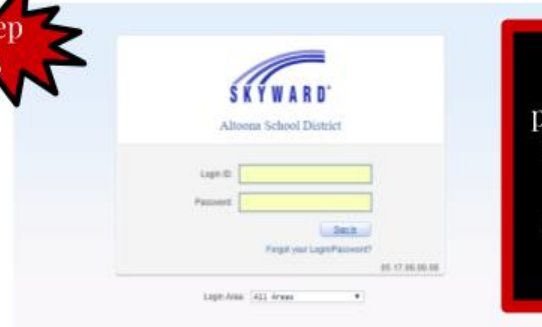 ep
SKYWARD®
Altoona School District
Login ID:
Password:
Sign In
Forgot your Login/Password?
05.17.06.00.08
Login Area: All Areas
p